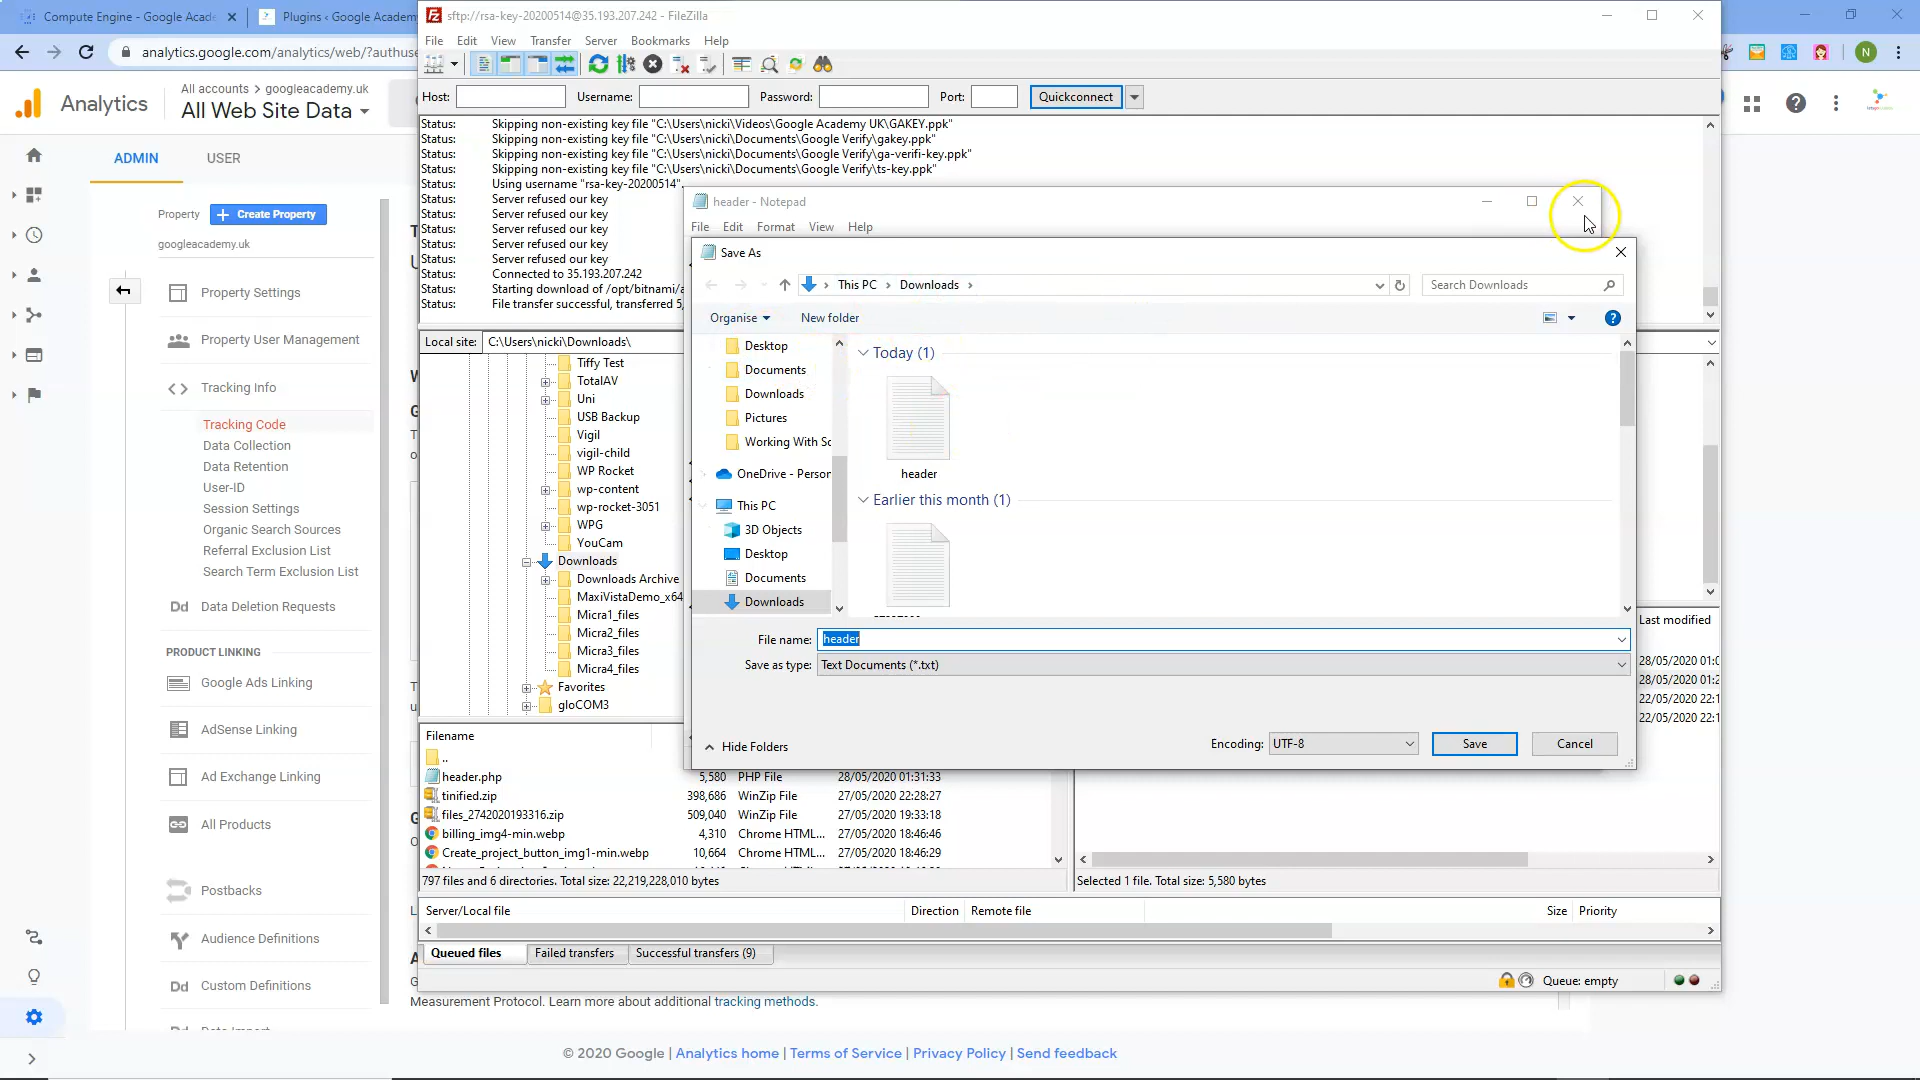 Compute Engine - Google Acade
Plugins ‹ Google Academy
analytics.google.com/analytics/web/?authuse
N
Analytics
All accounts > googleacademy.uk
All Web Site Data
ADMIN
USER
Property
Create Property
googleacademy.uk
Property Settings
Property User Management
Tracking Info
Tracking Code
Data Collection
Data Retention
User-ID
Session Settings
Organic Search Sources
Referral Exclusion List
Search Term Exclusion List
Dd Data Deletion Requests
PRODUCT LINKING
Google Ads Linking
AdSense Linking
Ad Exchange Linking
All Products
Postbacks
Audience Definitions
Dd Custom Definitions
sftp://rsa-key-20200514@35.193.207.242 - FileZilla
File Edit View Transfer Server Bookmarks Help
Host: Username: Password: Port: Quickconnect
Status: Skipping non-existing key file "C:\Users\nicki\Videos\Google Academy UK\GAKEY.ppk"
Status: Skipping non-existing key file "C:\Users\nicki\Documents\Google Verify\gakey.ppk"
Status: Skipping non-existing key file "C:\Users\nicki\Documents\Google Verify\ga-verifi-key.ppk"
Status: Skipping non-existing key file "C:\Users\nicki\Documents\Google Verify\ts-key.ppk"
Status: Using username "rsa-key-20200514".
Status: Server refused our key
Status: Server refused our key
Status: Server refused our key
Status: Server refused our key
Status: Server refused our key
Status: Connected to 35.193.207.242
Status: Starting download of /opt/bitnami/a
Status: File transfer successful, transferred 5,
Local site: C:\Users\nicki\Downloads\
Tiffy Test
TotalAV
Uni
USB Backup
Vigil
vigil-child
WP Rocket
wp-content
wp-rocket-3051
WPG
YouCam
Downloads
Downloads Archive
MaxiVistaDemo_x64
Micra1_files
Micra2_files
Micra3_files
Micra4_files
Favorites
gloCOM3
Filename
..
header.php 5,580 PHP File 28/05/2020 01:31:33
tinified.zip 398,686 WinZip File 27/05/2020 22:28:27
files_2742020193316.zip 509,040 WinZip File 27/05/2020 19:33:18
billing_img4-min.webp 4,310 Chrome HTML... 27/05/2020 18:46:46
Create_project_button_img1-min.webp 10,664 Chrome HTML... 27/05/2020 18:46:29
797 files and 6 directories. Total size: 22,219,228,010 bytes
Last modified
28/05/2020 01:0
28/05/2020 01:2
22/05/2020 22:1
22/05/2020 22:1
Selected 1 file. Total size: 5,580 bytes
Server/Local file Direction Remote file Size Priority
Queued files Failed transfers Successful transfers (9)
Queue: empty
header - Notepad
File Edit Format View Help
Save As
This PC > Downloads >
Search Downloads
Organise New folder
Desktop
Documents
Downloads
Pictures
Working With Sc
OneDrive - Person
This PC
3D Objects
Desktop
Documents
Downloads
Today (1)
header
Earlier this month (1)
File name: header
Save as type: Text Documents (*.txt)
Hide Folders
Encoding: UTF-8
Save
Cancel
Measurement Protocol. Learn more about additional tracking methods.
© 2020 Google | Analytics home | Terms of Service | Privacy Policy | Send feedback